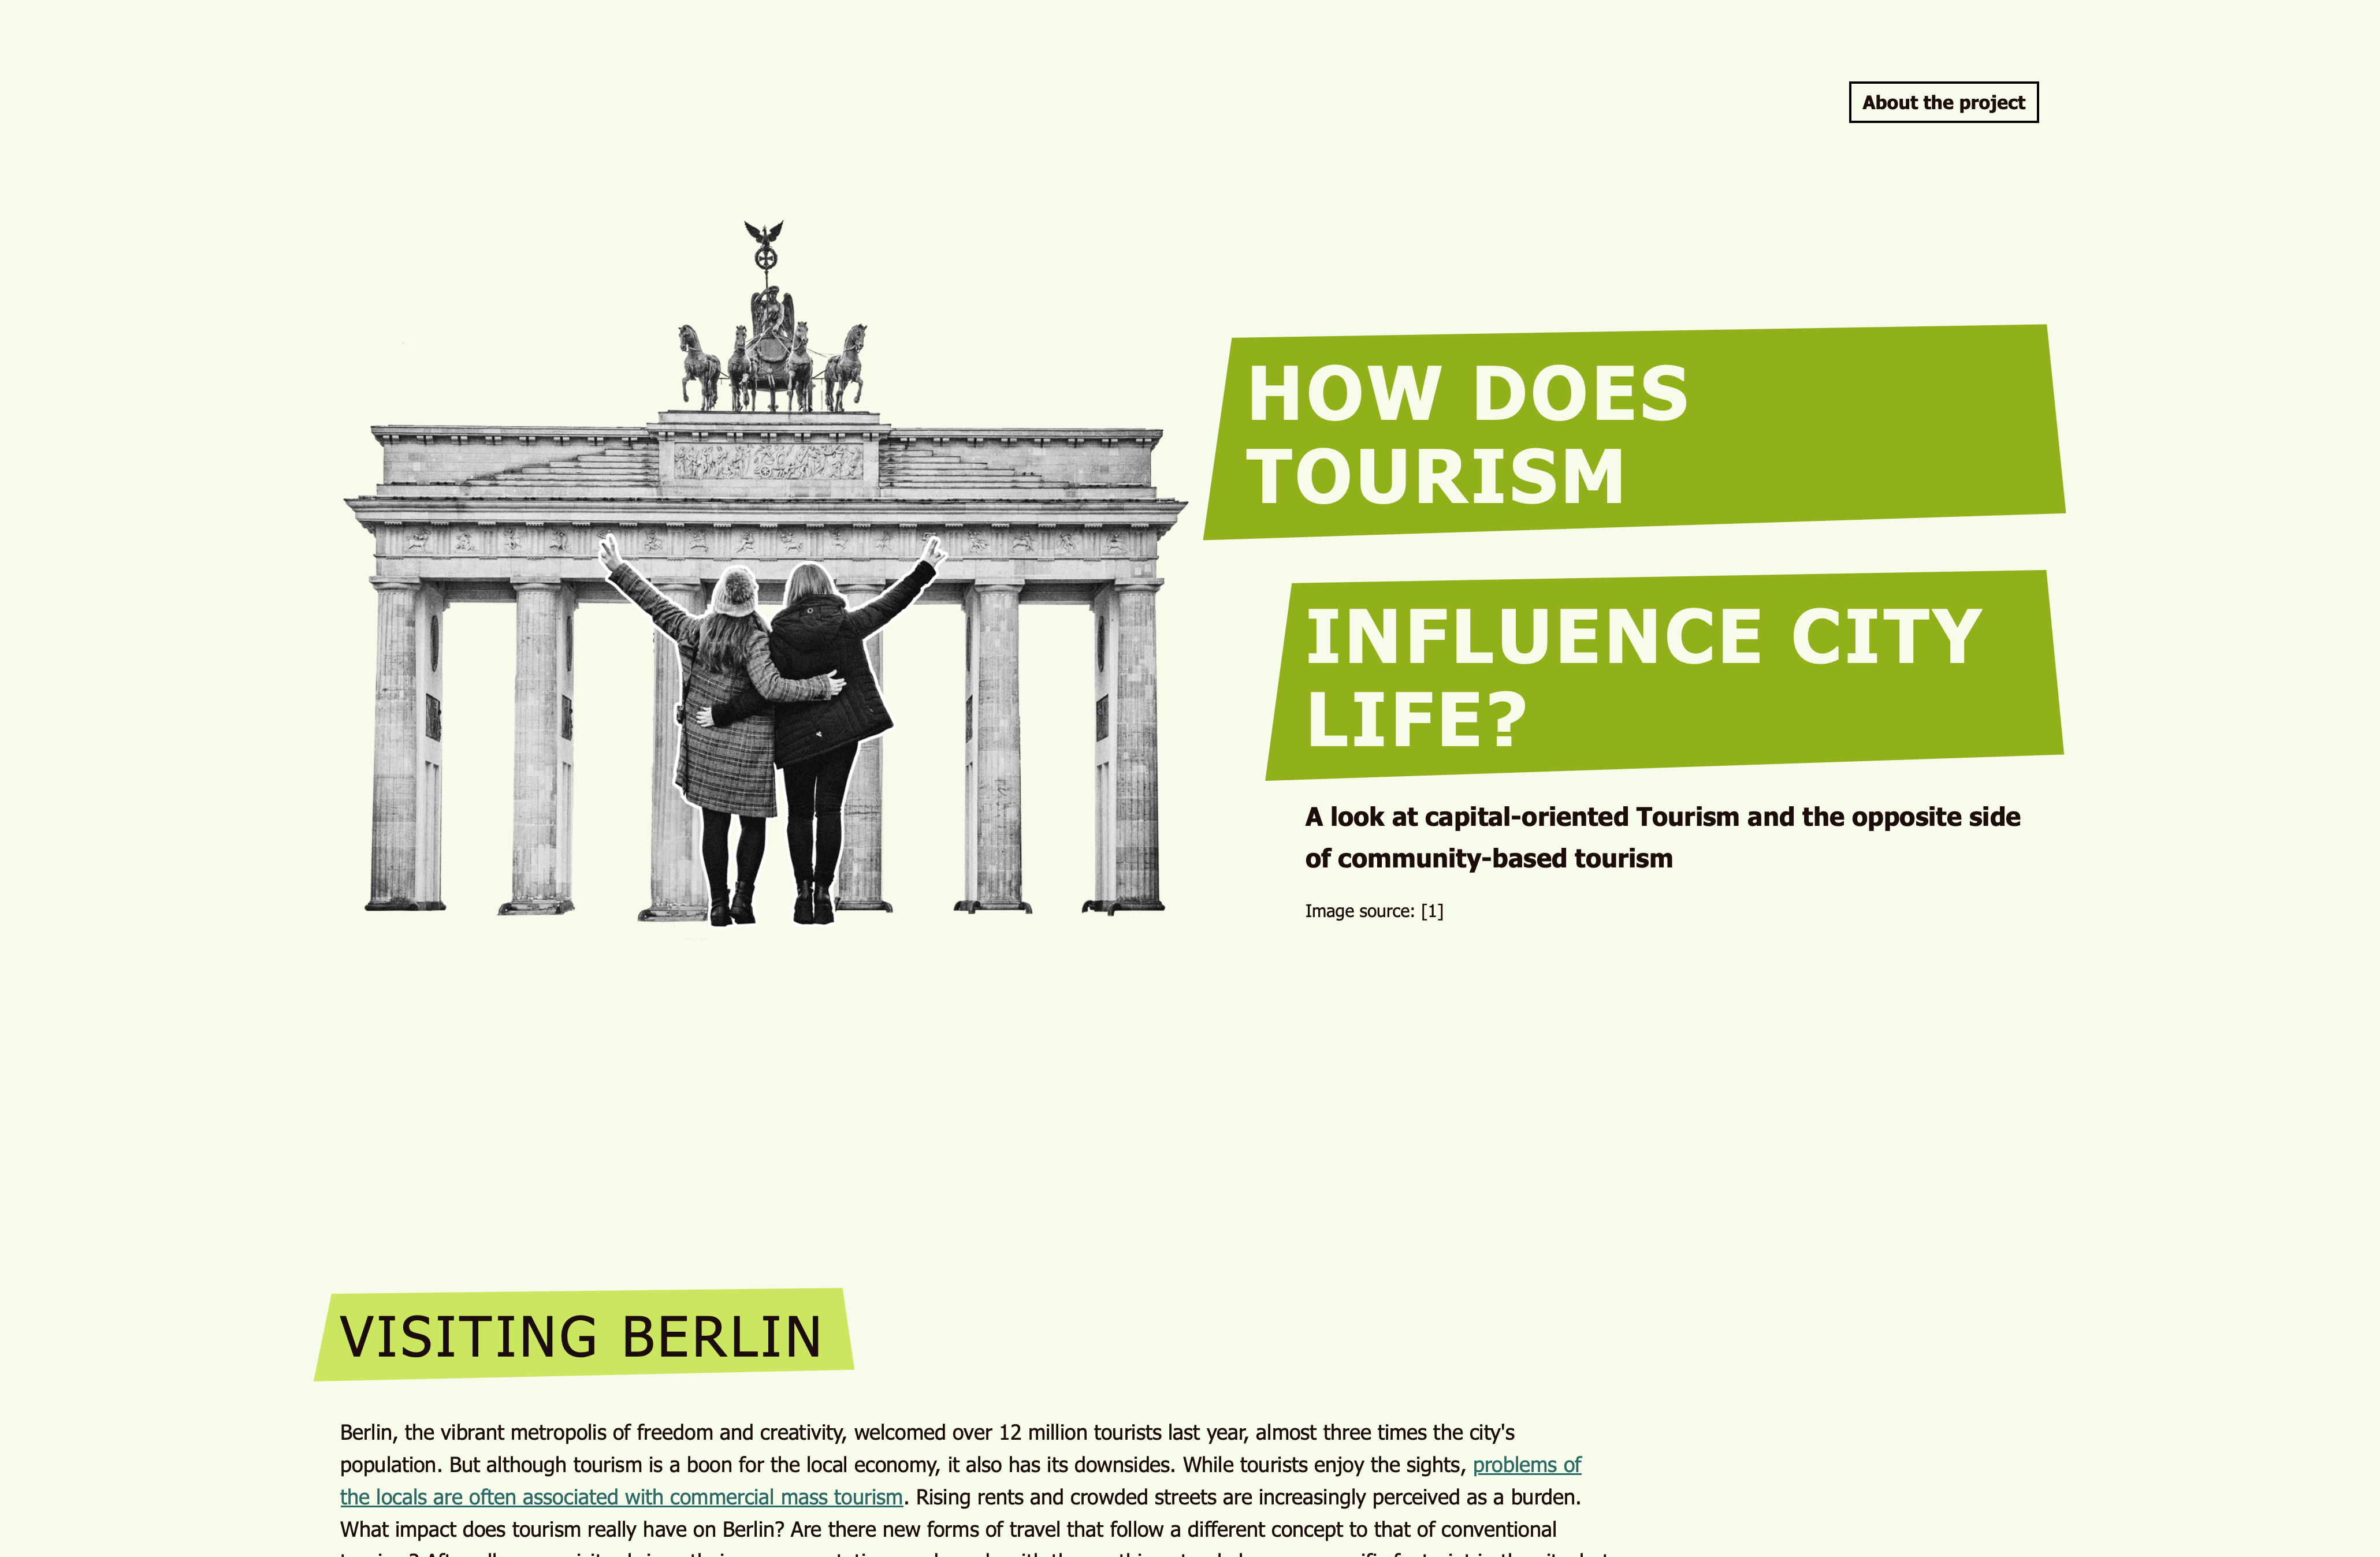 About the project
HOW DOES
TOURISM
INFLUENCE CITY
LIFE?
A look at capital-oriented Tourism and the opposite side
of community-based tourism
Image source: [1]
VISITING BERLIN
Berlin, the vibrant metropolis of freedom and creativity, welcomed over 12 million tourists last year, almost three times the city's
population. But although tourism is a boon for the local economy, it also has its downsides. While tourists enjoy the sights, problems of
the locals are often associated with commercial mass tourism. Rising rents and crowded streets are increasingly perceived as a burden.
What impact does tourism really have on Berlin? Are there new forms of travel that follow a different concept to that of conventional